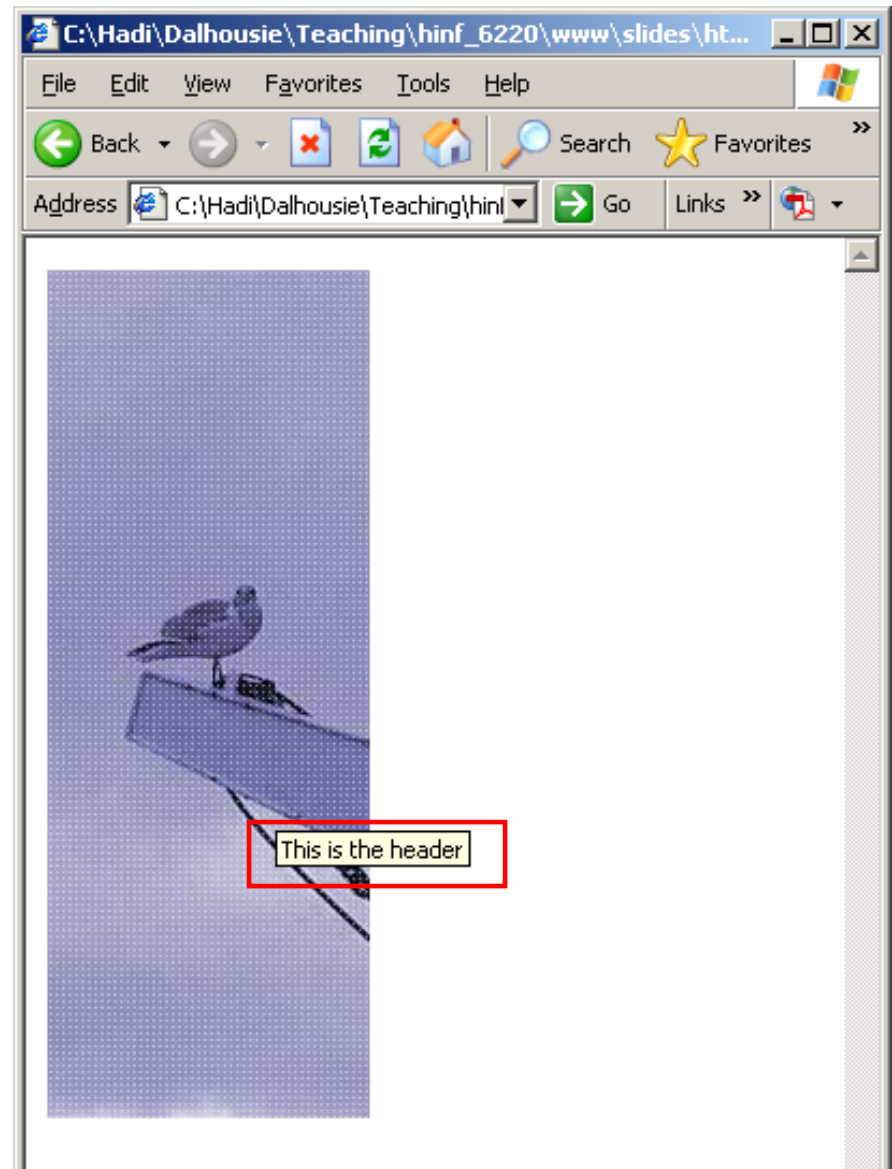 C:\Hadi\Dalhousie\Teaching\hinf_6220\www\slides\ht...
File Edit View Favorites Tools Help
Back Search Favorites »
Address C:\Hadi\Dalhousie\Teaching\hinf Go Links »
This is the header